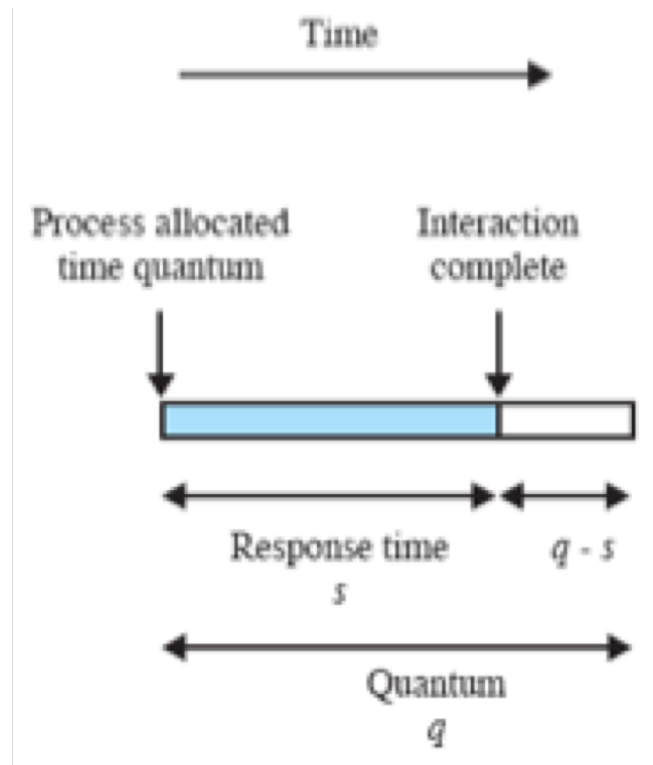 Time
Process allocated
time quantum
Interaction
complete
Response time
s
q - s
Quantum
q